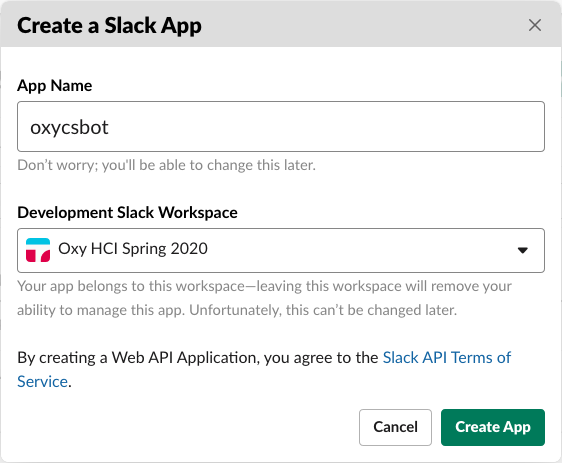 Create a Slack App
App Name
oxycsbot
Don't worry; you'll be able to change this later.
Development Slack Workspace
Oxy HCI Spring 2020
Your app belongs to this workspace—leaving this workspace will remove your
ability to manage this app. Unfortunately, this can't be changed later.
By creating a Web API Application, you agree to the Slack API Terms of
Service.
Cancel
Create App